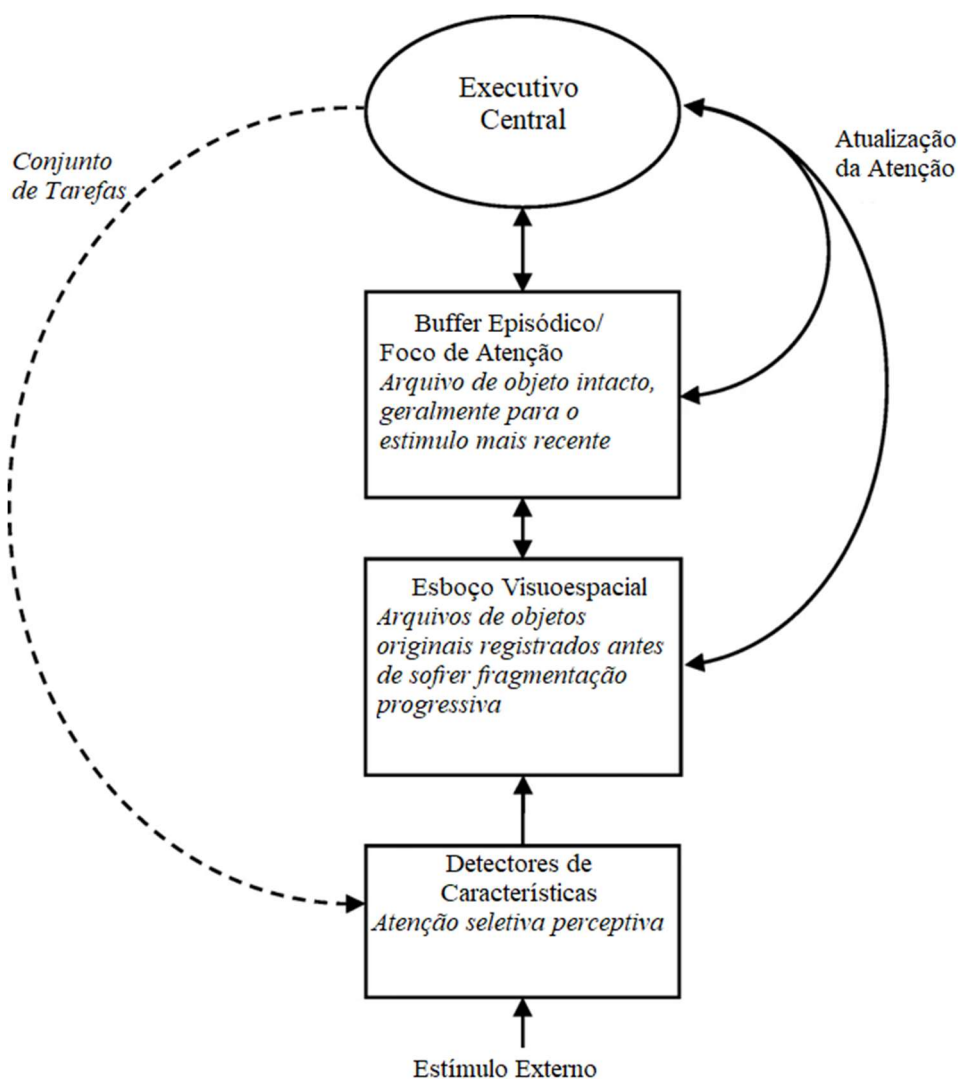 Executivo
Central
Conjunto
de Tarefas
Atualização
da Atenção
Buffer Episódico/
Foco de Atenção
Arquivo de objeto intacto,
geralmente para o
estimulo mais recente
Esboço Visuoespacial
Arquivos de objetos
originais registrados antes
de sofrer fragmentação
progressiva
Detectores de
Características
Atenção seletiva perceptiva
Estímulo Externo